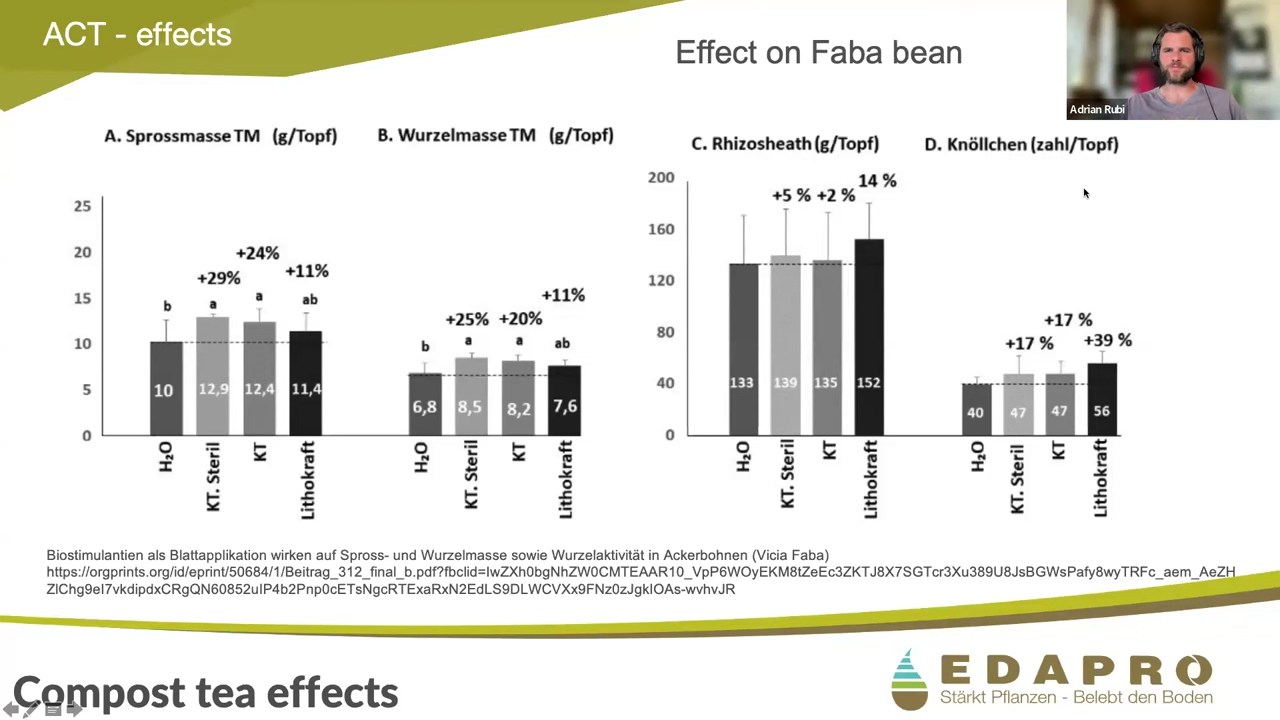 ACT - effects
Effect on Faba bean
Adrian Rubi
A. Sprossmasse TM (g/Topf)
25
20
15
10
5
0
+29%
+24%
+11%
b
a
a
ab
10
12,9
12,4
11,4
H₂O
KT. Steril
KT
Lithokraft
B. Wurzelmasse TM (g/Topf)
+25%
+20%
+11%
b
a
a
ab
6,8
8,5
8,2
7,6
H₂O
KT. Steril
KT
Lithokraft
C. Rhizosheath (g/Topf)
200
160
120
80
40
0
+5 %
+2 %
14 %
133
139
135
152
H₂O
KT. Steril
KT
Lithokraft
D. Knöllchen (zahl/Topf)
+17 %
+17 %
+39 %
40
47
47
56
H₂O
KT. Steril
KT
Lithokraft
Biostimulantien als Blattapplikation wirken auf Spross- und Wurzelmasse sowie Wurzelaktivität in Ackerbohnen (Vicia Faba)
https://orgprints.org/id/eprint/50684/1/Beitrag_312_final_b.pdf?fbclid=IwZXh0bgNhZW0CMTEAAR10_VpP6WOyEKM8tZeEc3ZKTJ8X7SGTcr3Xu389U8JsBGWsPafy8wyTRFc_aem_AeZH
ZlChg9eI7vkdipdxCRgQN60852uIP4b2Pnp0cETsNgcRTExaRxN2EdLS9DLWCVXx9FNz0zJgklOAs-wvhvJR
Compost tea effects
EDAPRO
Stärkt Pflanzen - Belebt den Boden